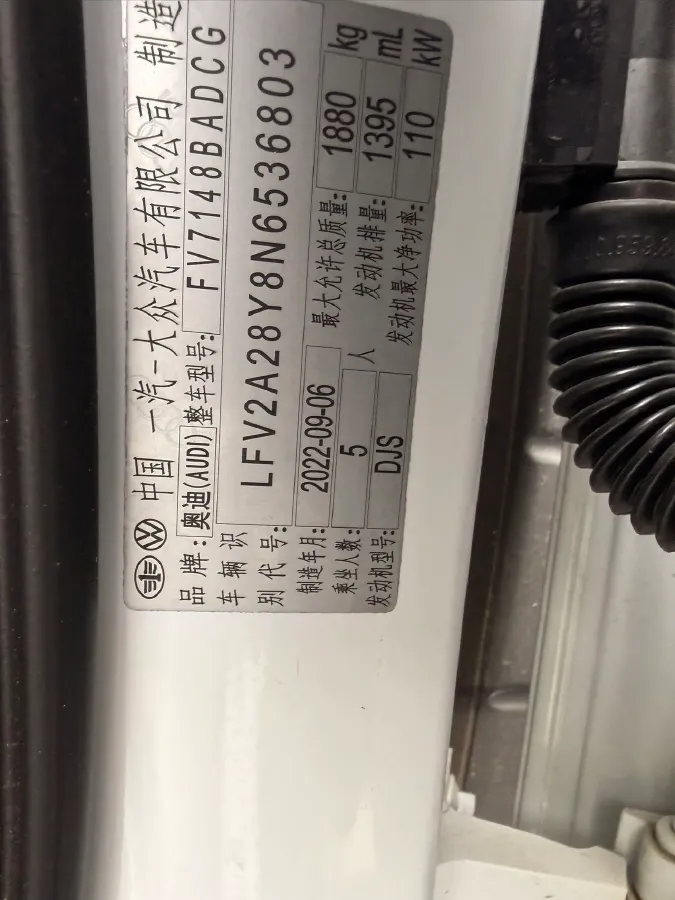 中国 一汽-大众汽车有限公司 制造
品牌:奥迪(AUDI) 整车型号: FV7148BADCG
车辆识别代号: LFV2A28Y8N6536803
制造年月: 2022-09-06 最大允许总质量: 1880 kg
乘坐人数: 5 人 发动机排量: 1395 mL
发动机型号: DJS 发动机最大净功率: 110 kW